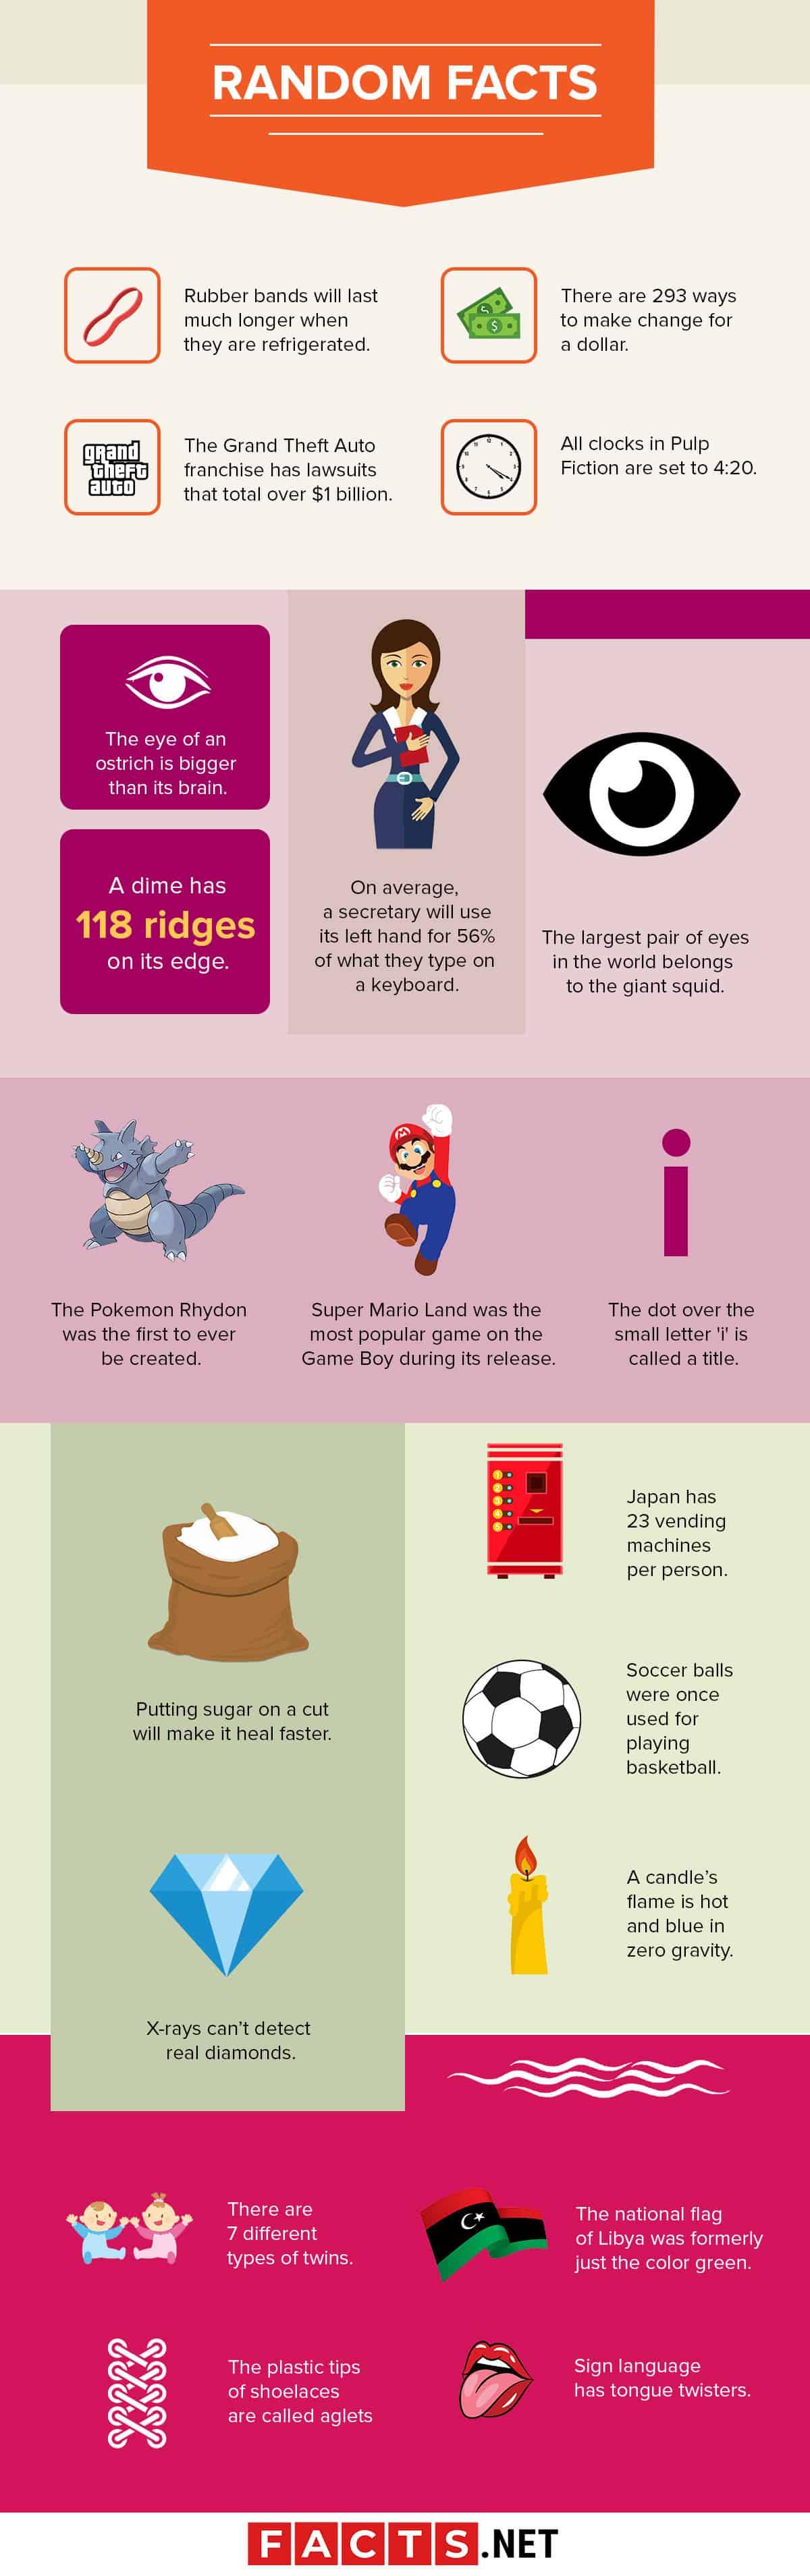 RANDOM FACTS
Rubber bands will last
much longer when
they are refrigerated.
There are 293 ways
to make change for
a dollar.
grand
theft
auto
The Grand Theft Auto
franchise has lawsuits
that total over $1 billion.
All clocks in Pulp
Fiction are set to 4:20.
The eye of an
ostrich is bigger
than its brain.
A dime has
118 ridges
on its edge.
On average,
a secretary will use
its left hand for 56%
of what they type on
a keyboard.
The largest pair of eyes
in the world belongs
to the giant squid.
The Pokemon Rhydon
was the first to ever
be created.
M
Super Mario Land was the
most popular game on the
Game Boy during its release.
i
The dot over the
small letter 'i' is
called a title.
Putting sugar on a cut
will make it heal faster.
X-rays can't detect
real diamonds.
Japan has
23 vending
machines
per person.
Soccer balls
were once
used for
playing
basketball.
A candle's
flame is hot
and blue in
zero gravity.
There are
7 different
types of twins.
The national flag
of Libya was formerly
just the color green.
The plastic tips
of shoelaces
are called aglets
Sign language
has tongue twisters.
FACTS.NET